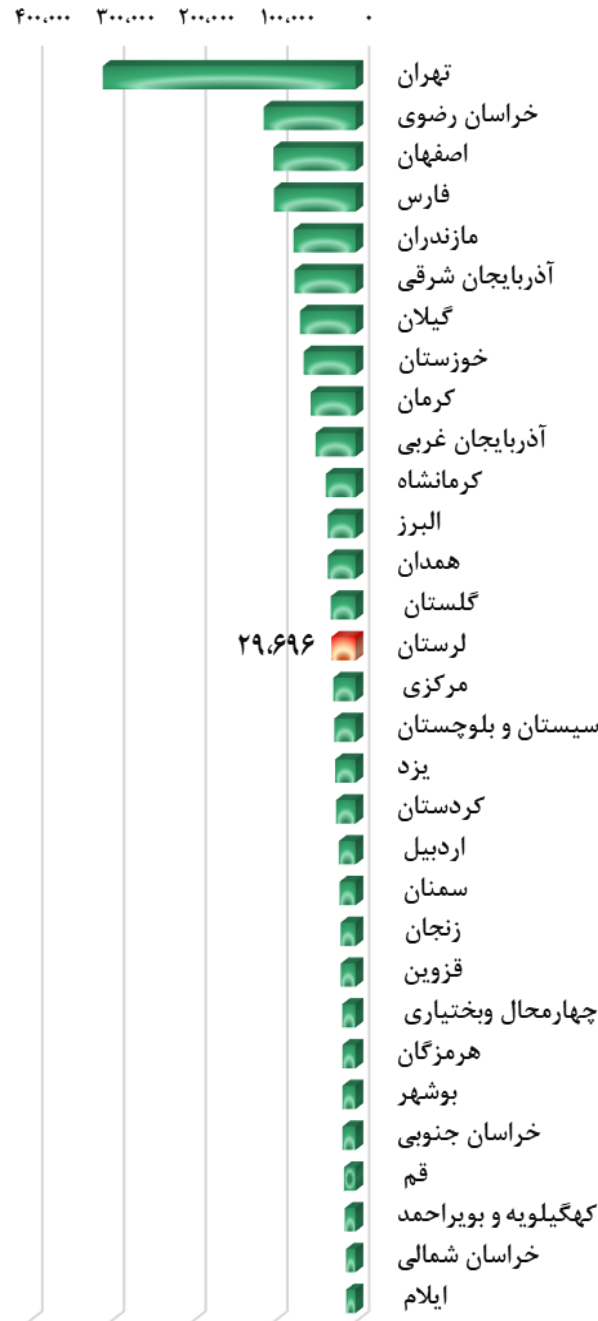 ۰ ۱۰۰،۰۰۰ ۲۰۰،۰۰۰ ۳۰۰،۰۰۰ ۴۰۰،۰۰۰
تهران
خراسان رضوی
اصفهان
فارس
مازندران
آذربایجان شرقی
گیلان
خوزستان
کرمان
آذربایجان غربی
کرمانشاه
البرز
همدان
گلستان
لرستان ۲۹،۶۹۶
مرکزی
سیستان و بلوچستان
یزد
کردستان
اردبیل
سمنان
زنجان
قزوین
چهارمحال وبختیاری
هرمزگان
بوشهر
خراسان جنوبی
قم
کهگیلویه و بویراحمد
خراسان شمالی
ایلام